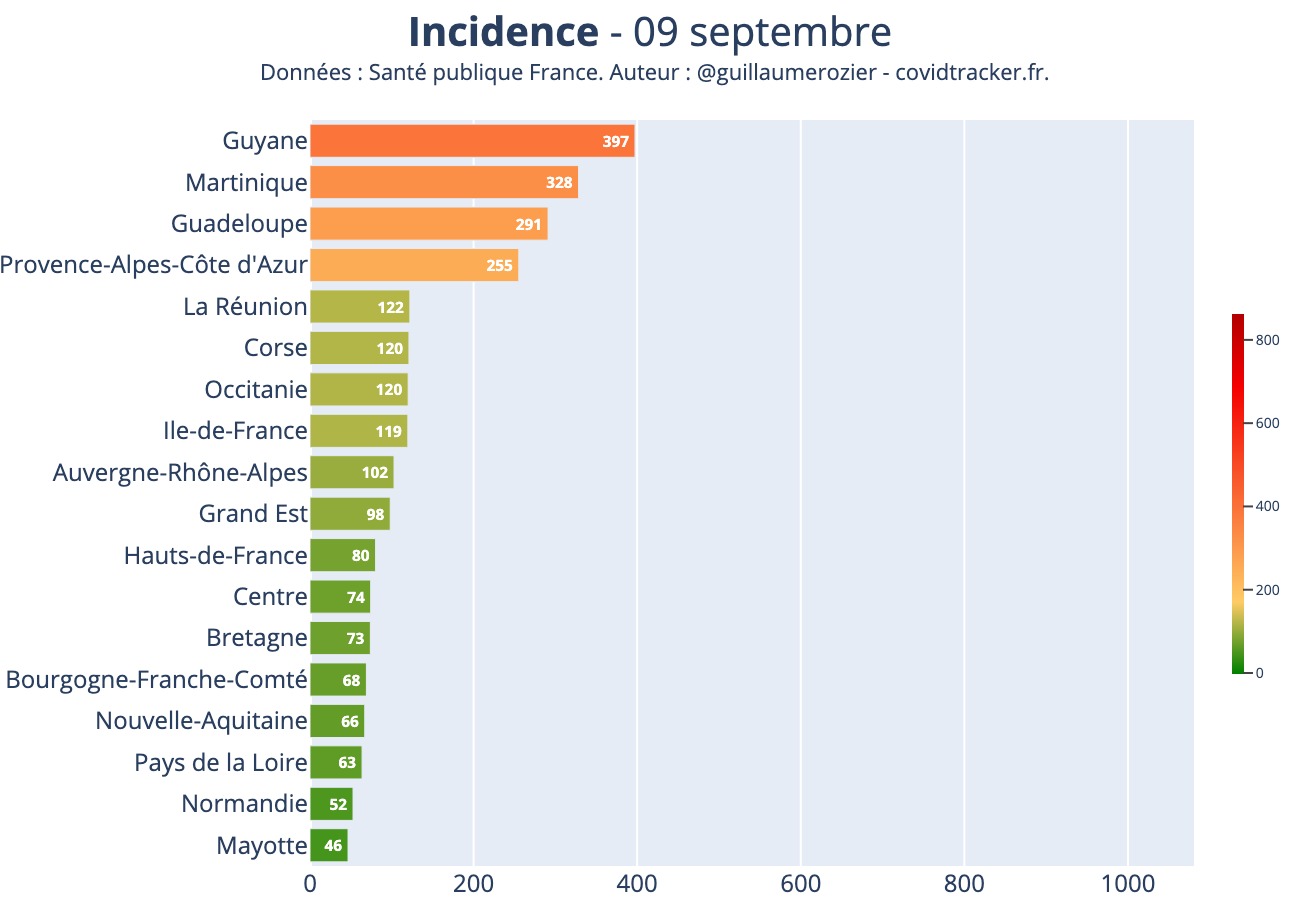 Incidence - 09 septembre
Données : Santé publique France. Auteur : @guillaumerozier - covidtracker.fr.
Guyane 397
Martinique 328
Guadeloupe 291
Provence-Alpes-Côte d'Azur 255
La Réunion 122
Corse 120
Occitanie 120
Ile-de-France 119
Auvergne-Rhône-Alpes 102
Grand Est 98
Hauts-de-France 80
Centre 74
Bretagne 73
Bourgogne-Franche-Comté 68
Nouvelle-Aquitaine 66
Pays de la Loire 63
Normandie 52
Mayotte 46
0 200 400 600 800 1000
800
600
400
200
0